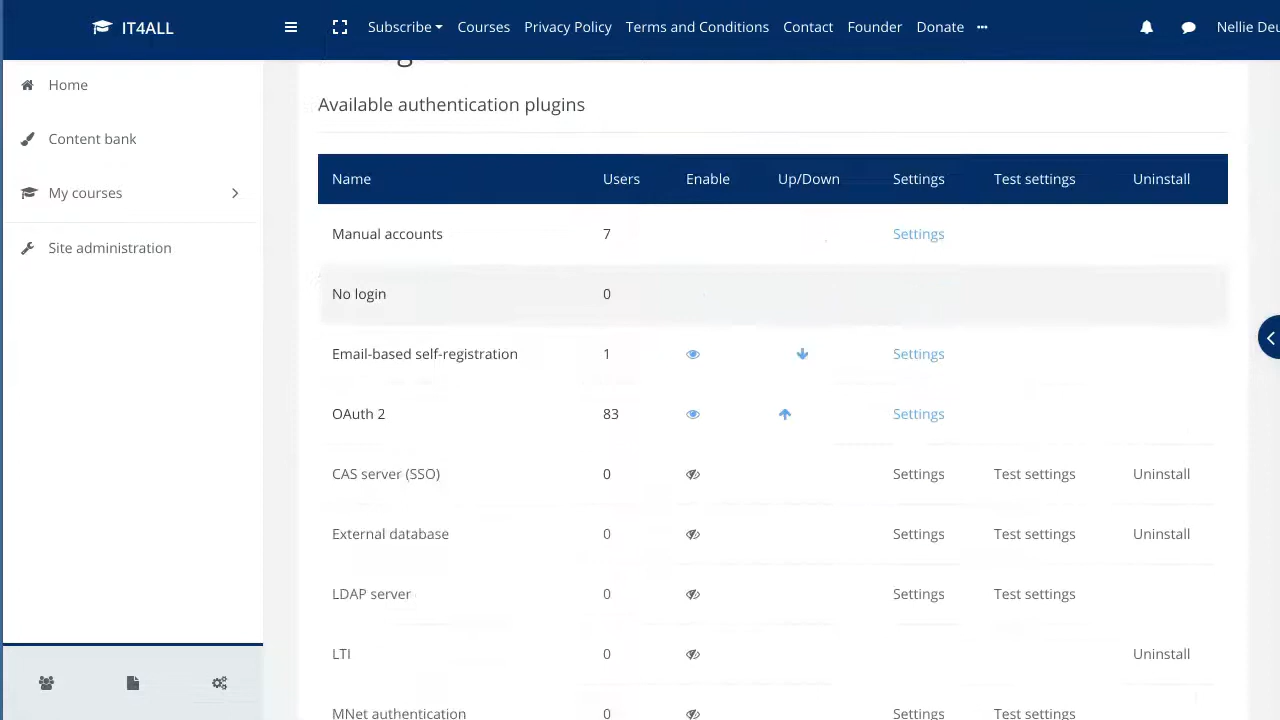 IT4ALL
Subscribe Courses Privacy Policy Terms and Conditions Contact Founder Donate
Nellie
Home
Content bank
My courses
Site administration
Available authentication plugins
Name Users Enable Up/Down Settings Test settings Uninstall
Manual accounts 7 Settings
No login 0
Email-based self-registration 1 Settings
OAuth 2 83 Settings
CAS server (SSO) 0 Settings Test settings Uninstall
External database 0 Settings Test settings Uninstall
LDAP server 0 Settings Test settings
LTI 0 Uninstall
MNet authentication 0 Settings Test settings Uninstall